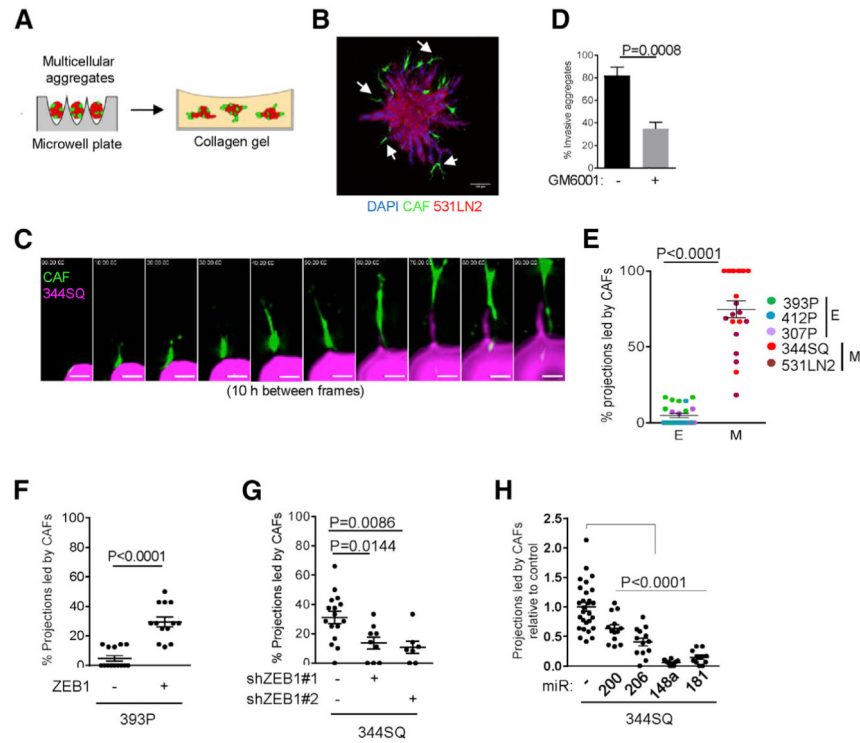 A
Multicellular
aggregates
Microwell plate
Collagen gel
B
DAPI CAF 531LN2
C
CAF
344SQ
(10 h between frames)
D
P=0.0008
% Invasive aggregates
100
80
60
40
20
0
GM6001: - +
E
P<0.0001
% projections led by CAFs
100
50
0
E M
393P
412P
307P
344SQ
531LN2
E
M
F
% Projections led by CAFs
100
80
60
40
20
0
P<0.0001
ZEB1 - +
393P
G
% Projections led by CAFs
100
80
60
40
20
0
P=0.0086
P=0.0144
shZEB1#1 - +
shZEB1#2 - +
344SQ
H
Projections led by CAFs
relative to control
2.5
2.0
1.5
1.0
0.5
0.0
P<0.0001
miR: - 200 206 148a 181
344SQ